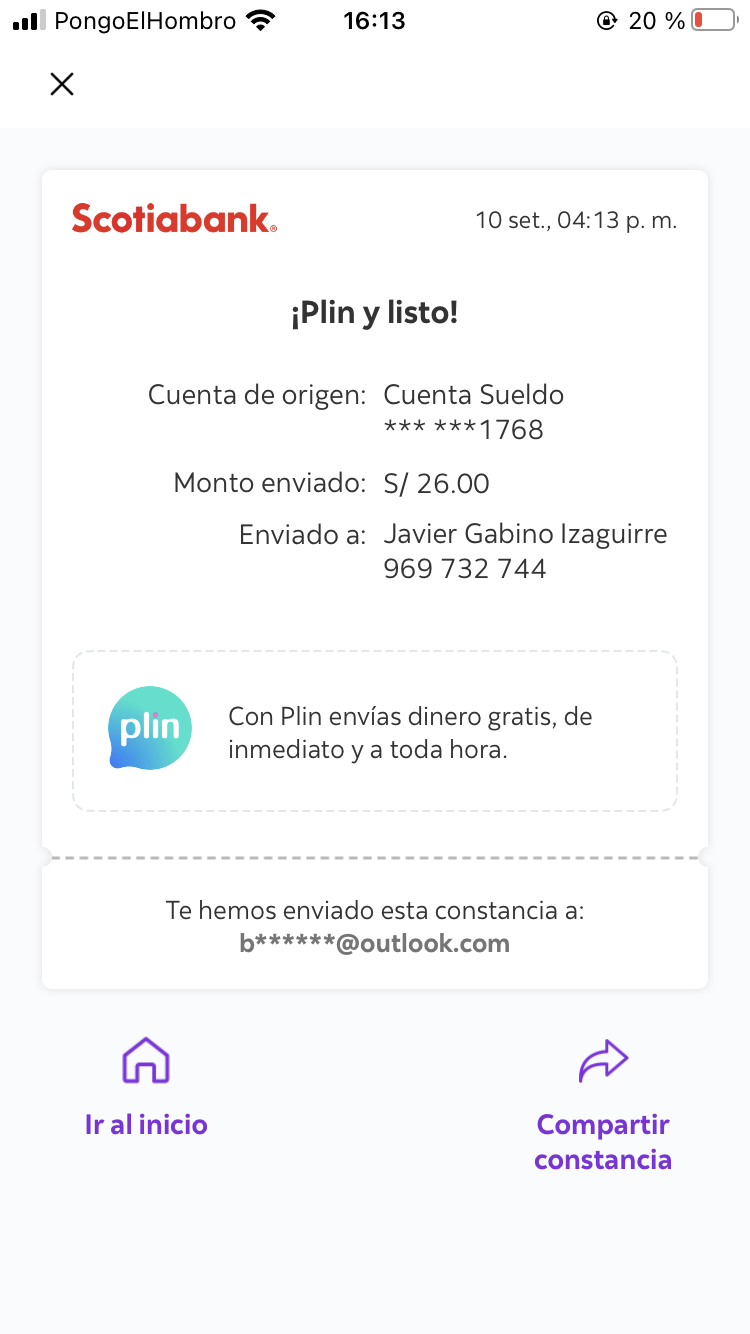 PongoElHombro 16:13 20 %
Scotiabank® 10 set., 04:13 p. m.
¡Plin y listo!
Cuenta de origen: Cuenta Sueldo
*** ***1768
Monto enviado: S/ 26.00
Enviado a: Javier Gabino Izaguirre
969 732 744
plin
Con Plin envías dinero gratis, de
inmediato y a toda hora.
Te hemos enviado esta constancia a:
b******@outlook.com
Ir al inicio
Compartir
constancia